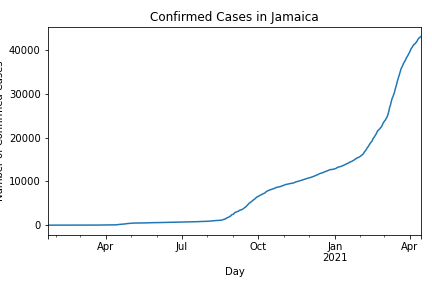 Confirmed Cases in Jamaica
40000
30000
20000
10000
0
Number of Confirmed Cases
Apr
Jul
Oct
Jan
2021
Apr
Day